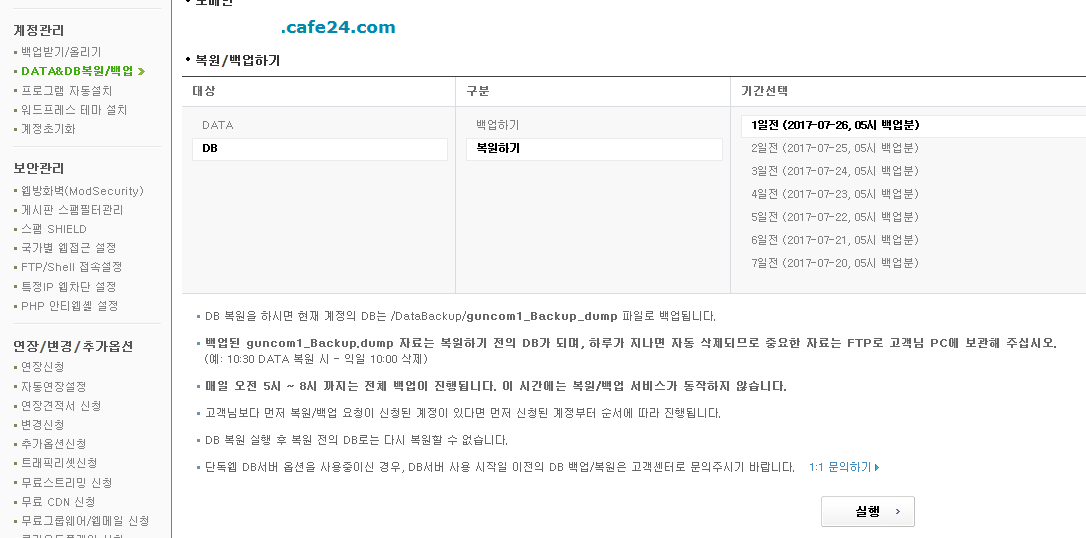 도메인
.cafe24.com
계정관리
백업받기/올리기
DATA&DB복원/백업
프로그램 자동설치
워드프레스 테마 설치
계정초기화
보안관리
웹방화벽(ModSecurity)
게시판 스팸필터관리
스팸 SHIELD
국가별 웹접근 설정
FTP/Shell 접속설정
특정IP 웹차단 설정
PHP 안티웹쉘 설정
연장/변경/추가옵션
연장신청
자동연장설정
연장견적서 신청
변경신청
추가옵션신청
트래픽리셋신청
무료스트리밍 신청
무료 CDN 신청
무료그룹웨어/웹메일 신청
복원/백업하기
대상
구분
기간선택
DATA
DB
백업하기
복원하기
1일전 (2017-07-26, 05시 백업분)
2일전 (2017-07-25, 05시 백업분)
3일전 (2017-07-24, 05시 백업분)
4일전 (2017-07-23, 05시 백업분)
5일전 (2017-07-22, 05시 백업분)
6일전 (2017-07-21, 05시 백업분)
7일전 (2017-07-20, 05시 백업분)
DB 복원을 하시면 현재 계정의 DB는 /DataBackup/guncom1_Backup_dump 파일로 백업됩니다.
백업된 guncom1_Backup.dump 자료는 복원하기 전의 DB가 되며, 하루가 지나면 자동 삭제되므로 중요한 자료는 FTP로 고객님 PC에 보관해 주십시오.
(예: 10:30 DATA 복원 시 - 익일 10:00 삭제)
매일 오전 5시 ~ 8시 까지는 전체 백업이 진행됩니다. 이 시간에는 복원/백업 서비스가 동작하지 않습니다.
고객님보다 먼저 복원/백업 요청이 신청된 계정이 있다면 먼저 신청된 계정부터 순서에 따라 진행됩니다.
DB 복원 실행 후 복원 전의 DB로는 다시 복원할 수 없습니다.
단독웹 DB서버 옵션을 사용중이신 경우, DB서버 사용 시작일 이전의 DB 백업/복원은 고객센터로 문의주시기 바랍니다. 1:1 문의하기
실행